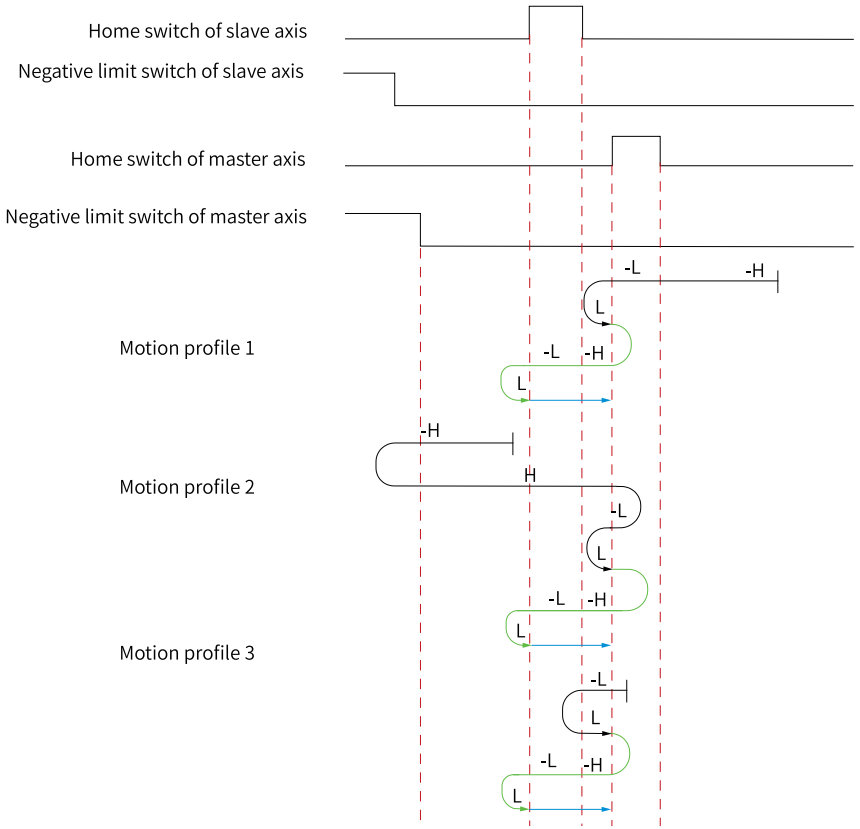 Home switch of slave axis
Negative limit switch of slave axis
Home switch of master axis
Negative limit switch of master axis
-L -H
L
Motion profile 1
-L -H
L
-H
H
Motion profile 2
-L
L
-L -H
L
Motion profile 3
-L
L
-L -H
L